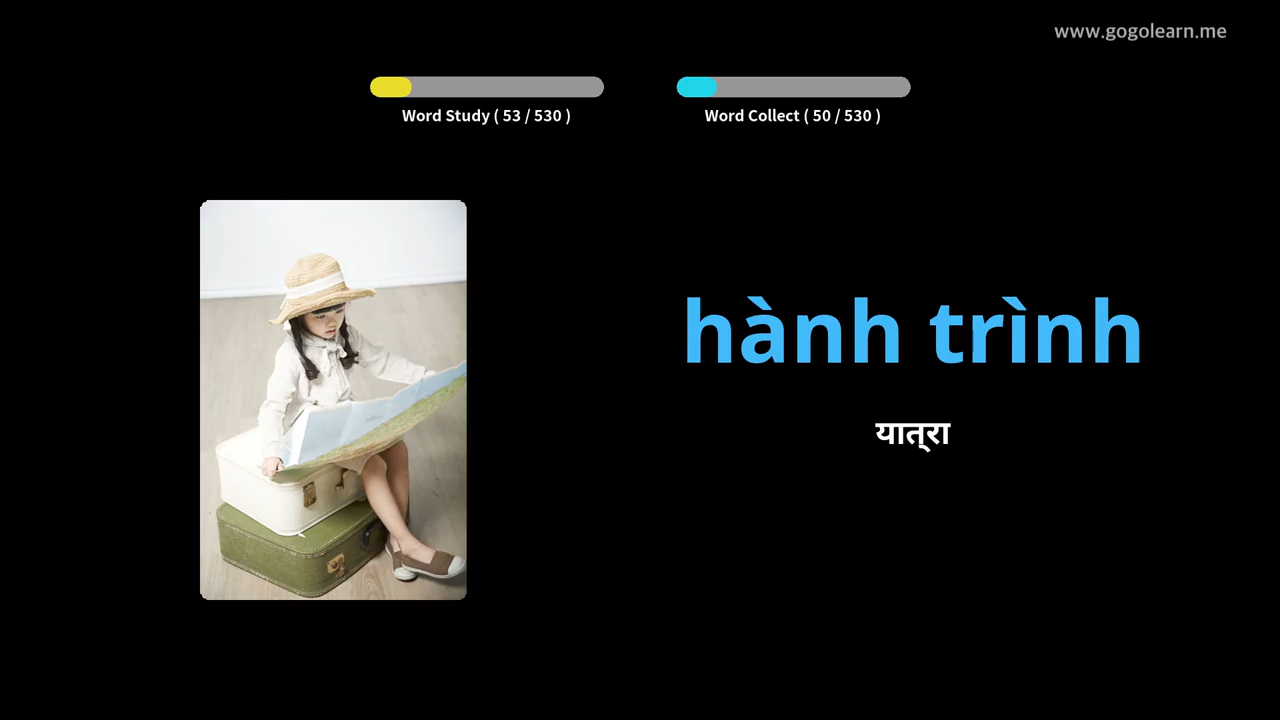 www.gogolearn.me
Word Study ( 53 / 530 )
Word Collect ( 50 / 530 )
hành trình
यात्रा